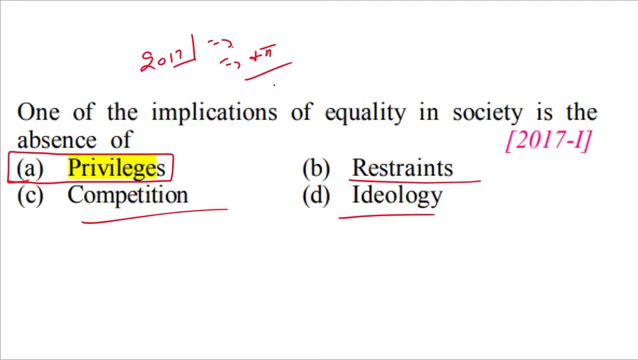 2017 ⇒
One of the implications of equality in society is the
absence of [2017-I]
(a) Privileges (b) Restraints
(c) Competition (d) Ideology